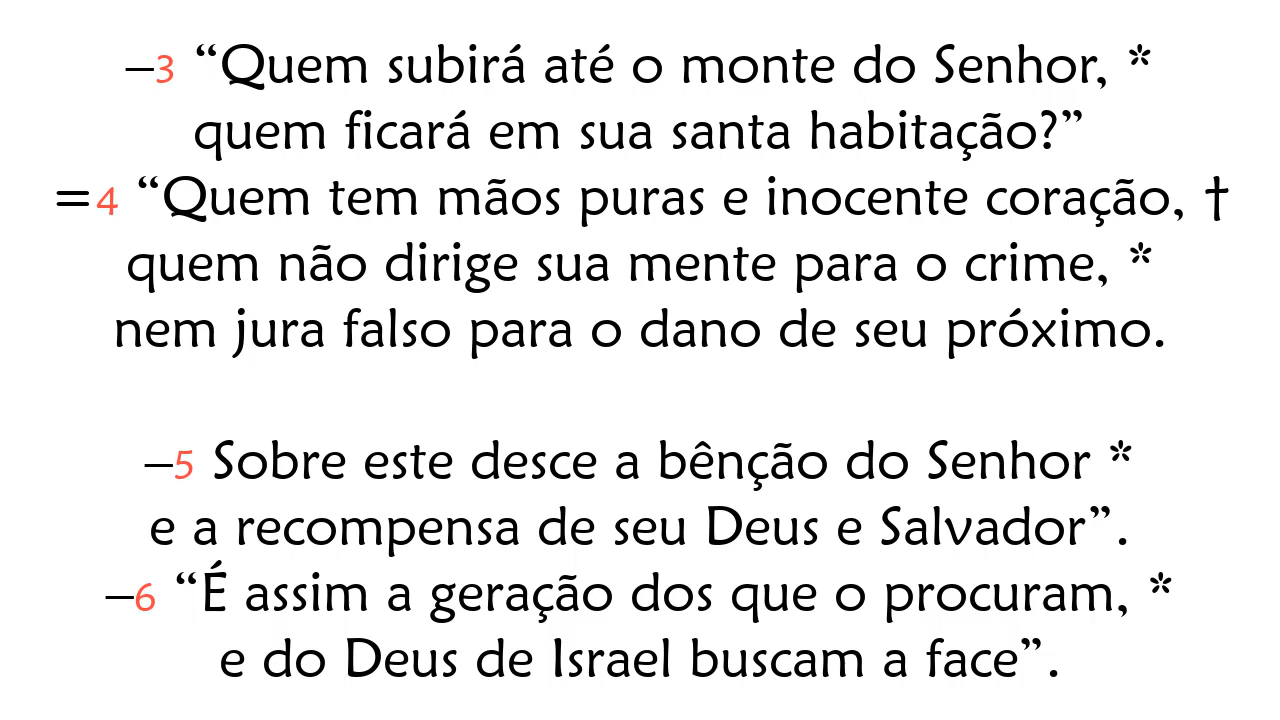 –3 “Quem subirá até o monte do Senhor, *
quem ficará em sua santa habitação?”
=4 “Quem tem mãos puras e inocente coração, †
quem não dirige sua mente para o crime, *
nem jura falso para o dano de seu próximo.
–5 Sobre este desce a bênção do Senhor *
e a recompensa de seu Deus e Salvador”.
–6 “É assim a geração dos que o procuram, *
e do Deus de Israel buscam a face”.